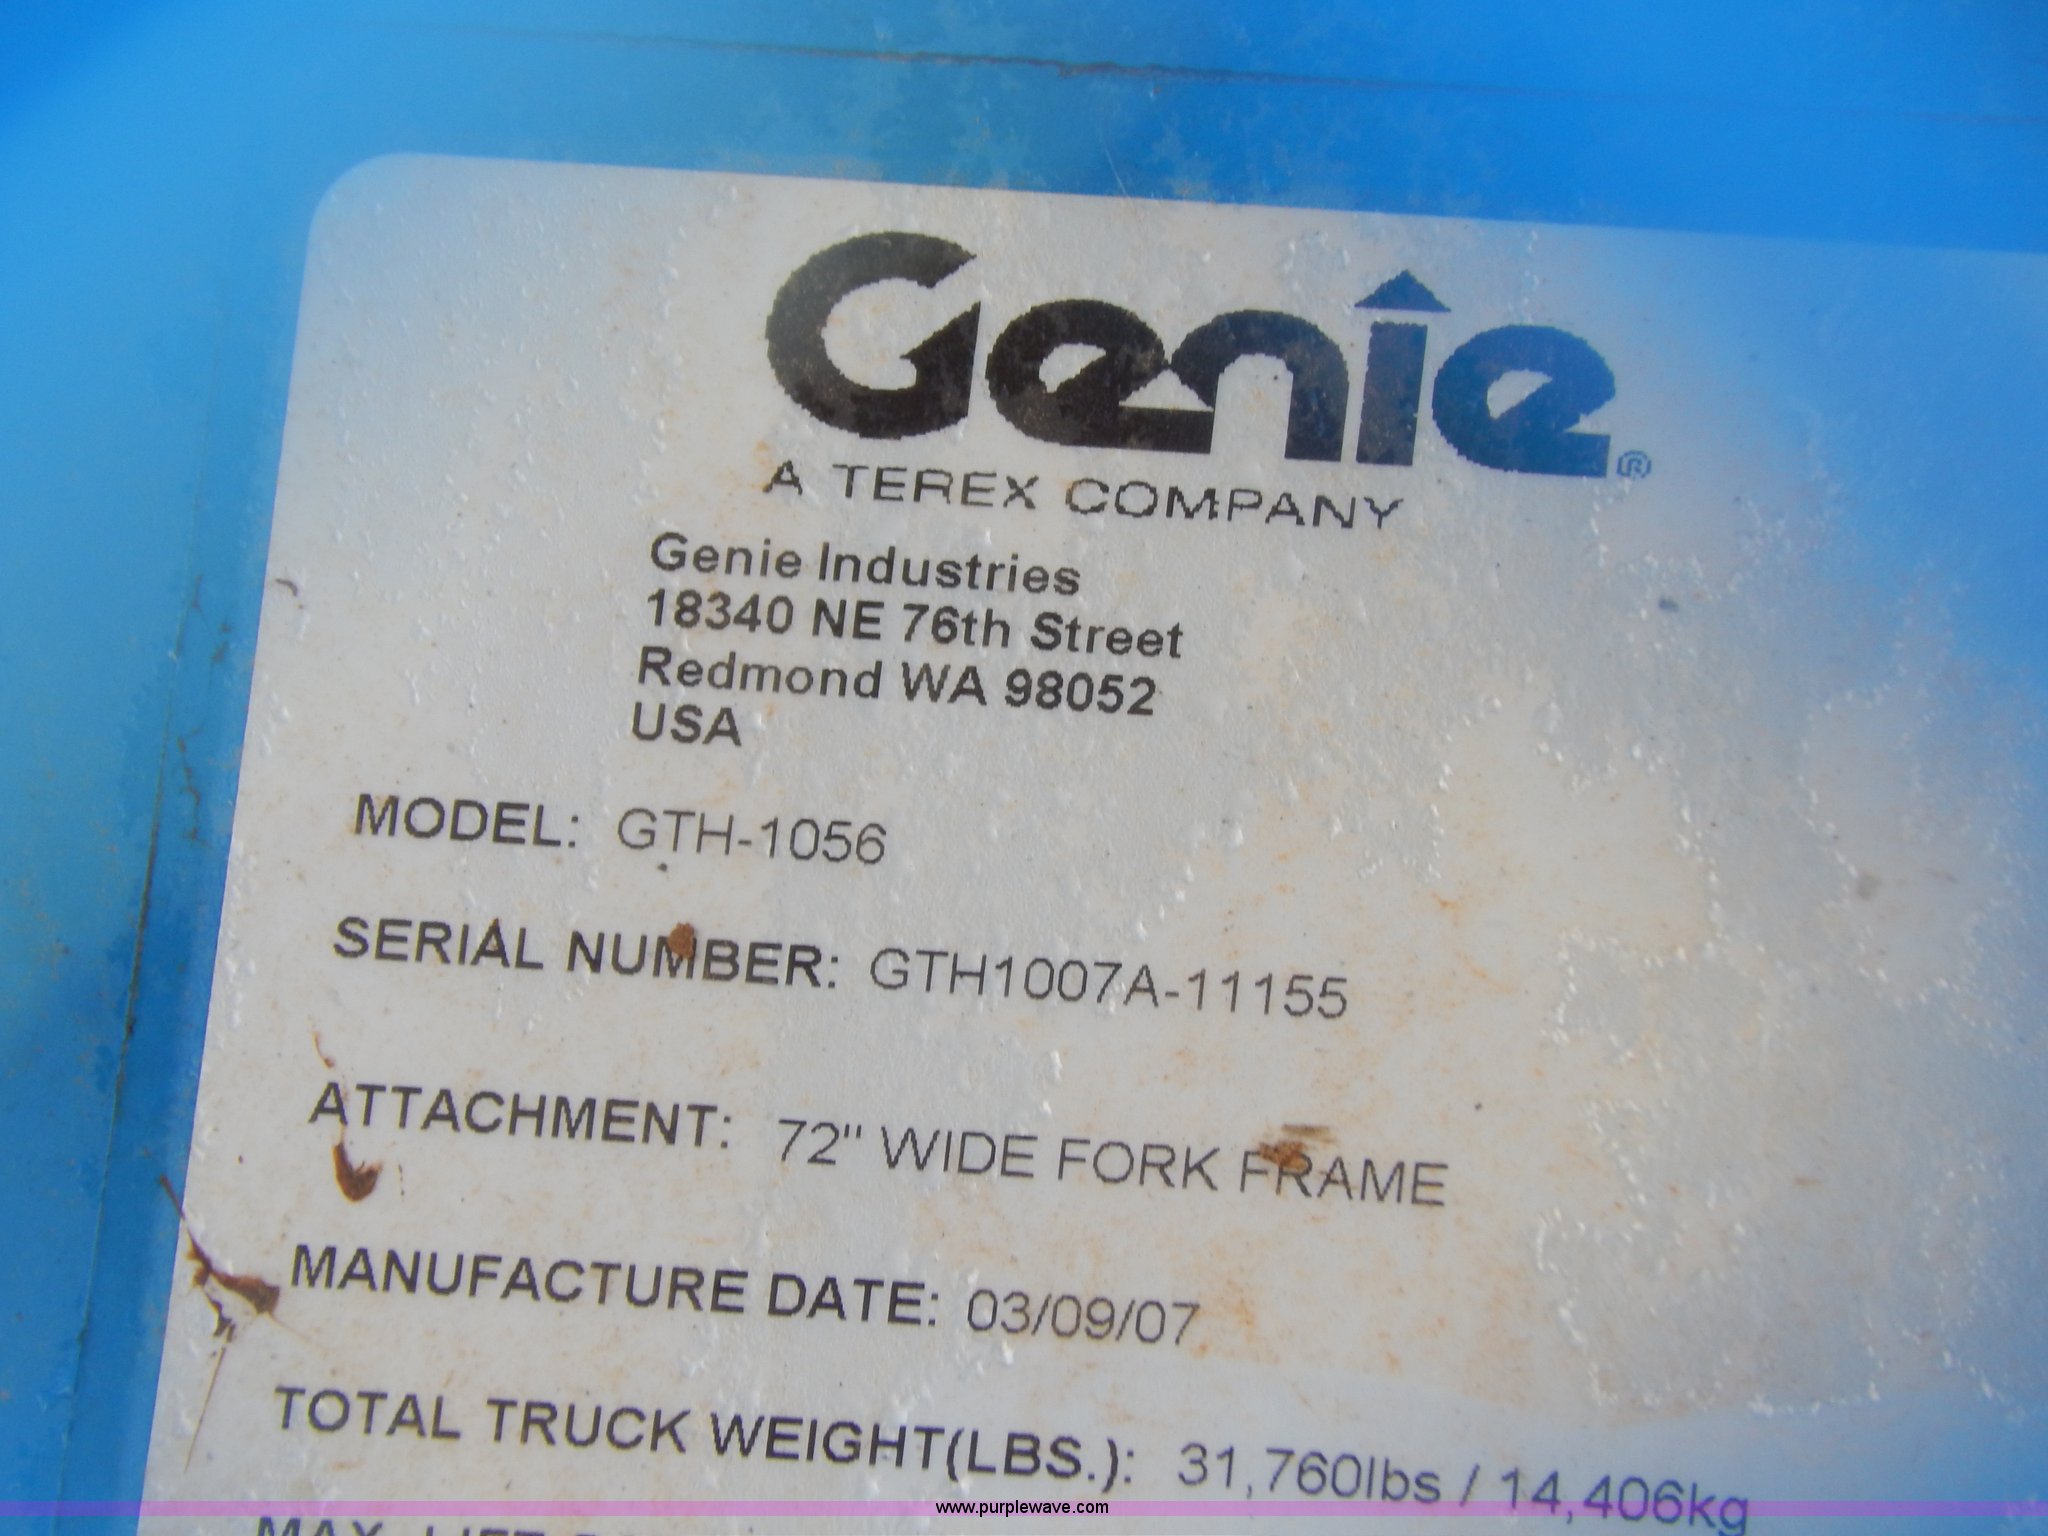 Genie®
A TEREX COMPANY
Genie Industries
18340 NE 76th Street
Redmond WA 98052
USA
MODEL: GTH-1056
SERIAL NUMBER: GTH1007A-11155
ATTACHMENT: 72" WIDE FORK FRAME
MANUFACTURE DATE: 03/09/07
TOTAL TRUCK WEIGHT(LBS.): 31,760lbs / 14,406kg
www.purplewave.com
MAX. LIFT